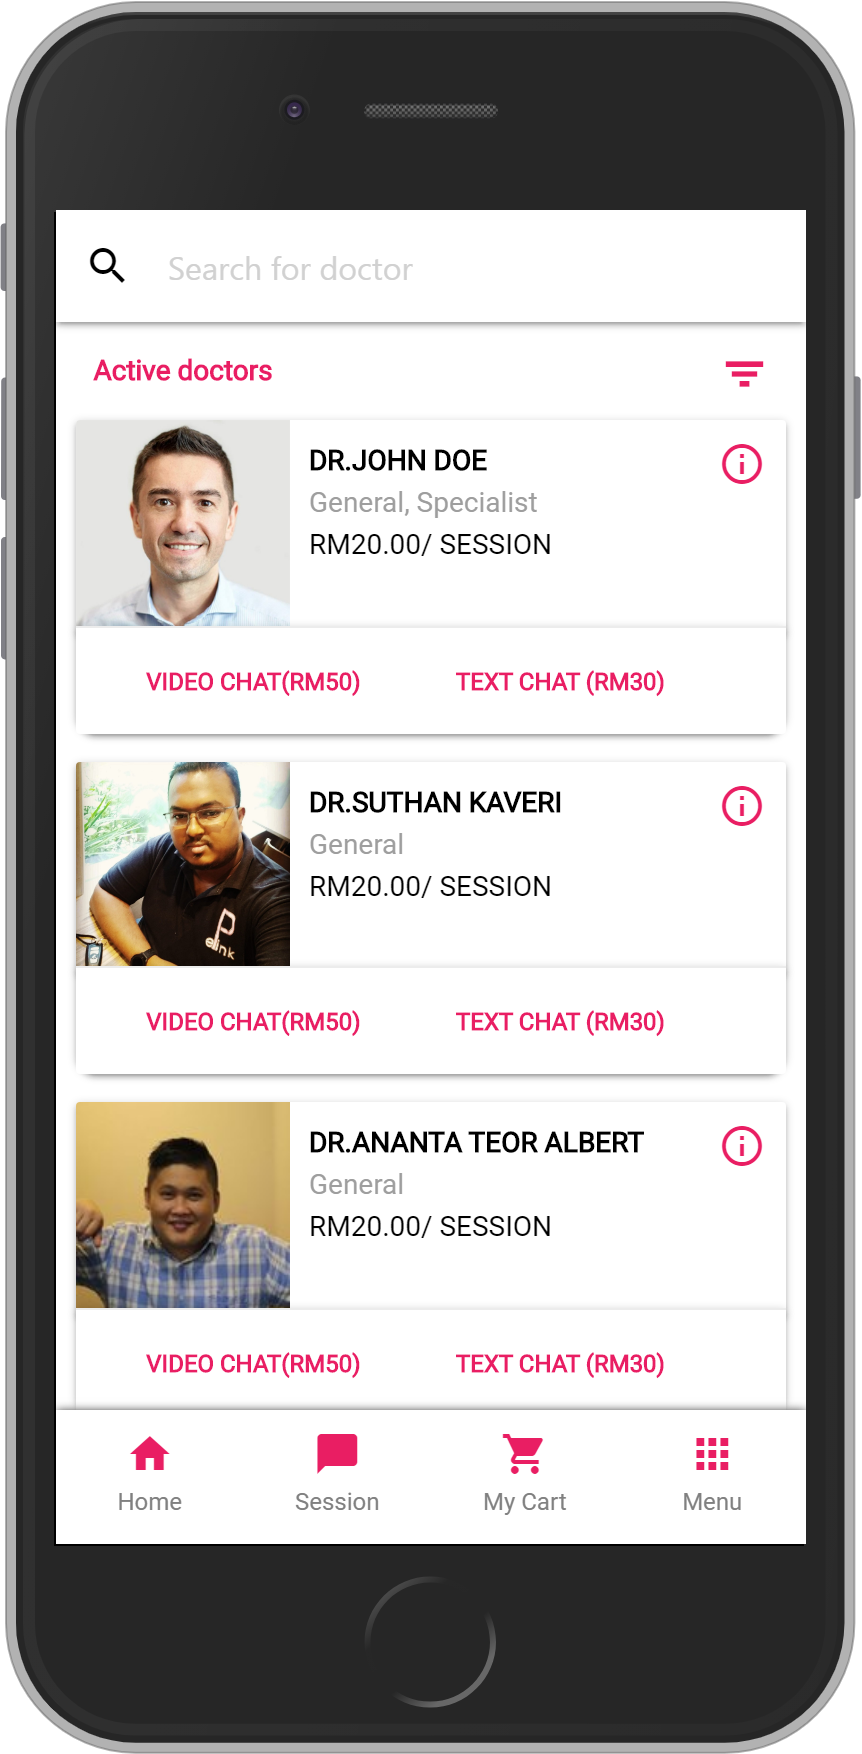 Search for doctor
Active doctors
DR.JOHN DOE
General, Specialist
RM20.00/ SESSION
VIDEO CHAT(RM50)
TEXT CHAT (RM30)
DR.SUTHAN KAVERI
General
RM20.00/ SESSION
P
elink
VIDEO CHAT(RM50)
TEXT CHAT (RM30)
DR.ANANTA TEOR ALBERT
General
RM20.00/ SESSION
VIDEO CHAT(RM50)
TEXT CHAT (RM30)
Home
Session
My Cart
Menu